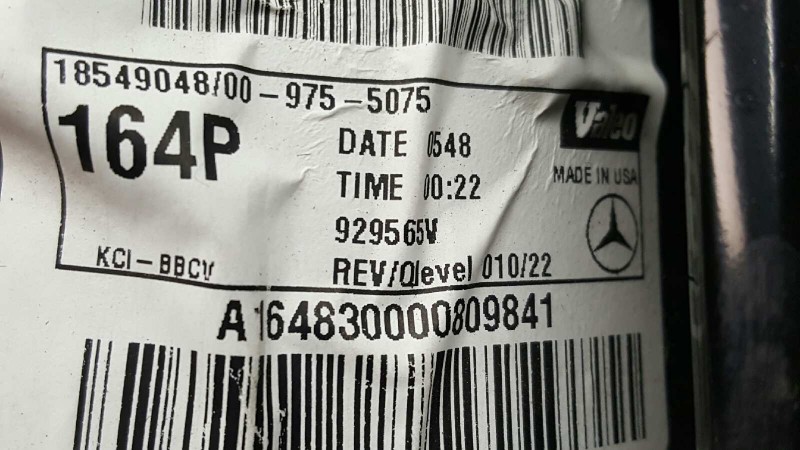 18549048/00-975-5075
Valeo
164P
DATE 0548
MADE IN USA
TIME 00:22
929565V
KCI-BBCV
REV/Qlevel 010/22
A1648300000809841